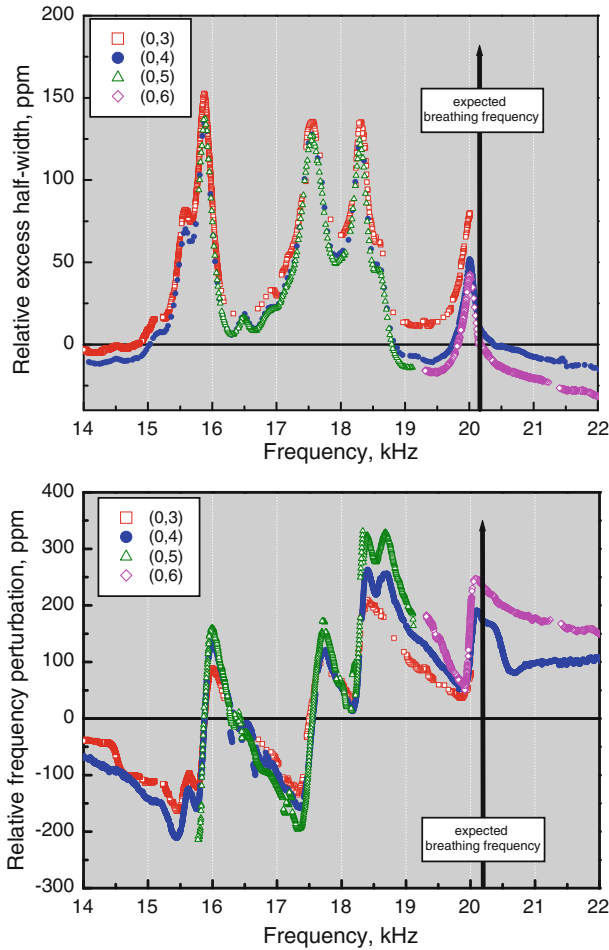 Relative excess half-width, ppm
200
150
100
50
0
(0,3)
(0,4)
(0,5)
(0,6)
expected
breathing frequency
14 15 16 17 18 19 20 21 22
Frequency, kHz
Relative frequency perturbation, ppm
400
300
200
100
0
-100
-200
-300
(0,3)
(0,4)
(0,5)
(0,6)
expected
breathing frequency
14 15 16 17 18 19 20 21 22
Frequency, kHz